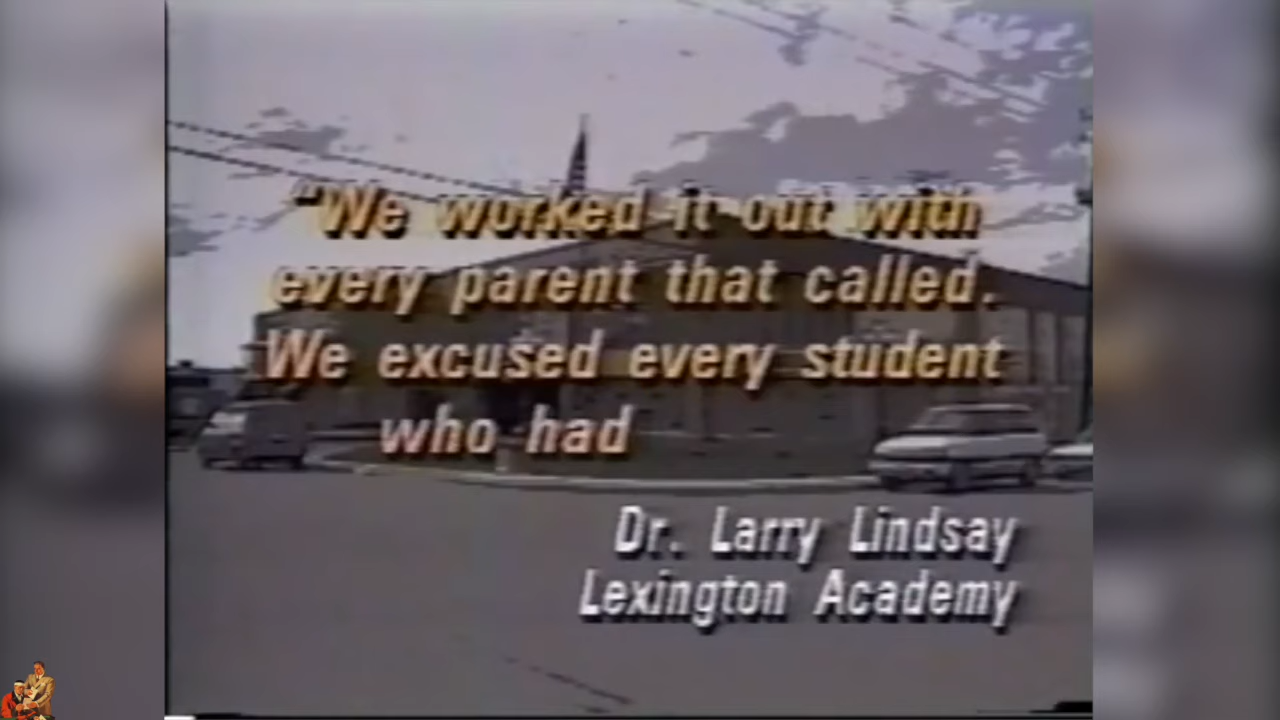 "We worked it out with
every parent that called.
We excused every student
who had
Dr. Larry Lindsay
Lexington Academy